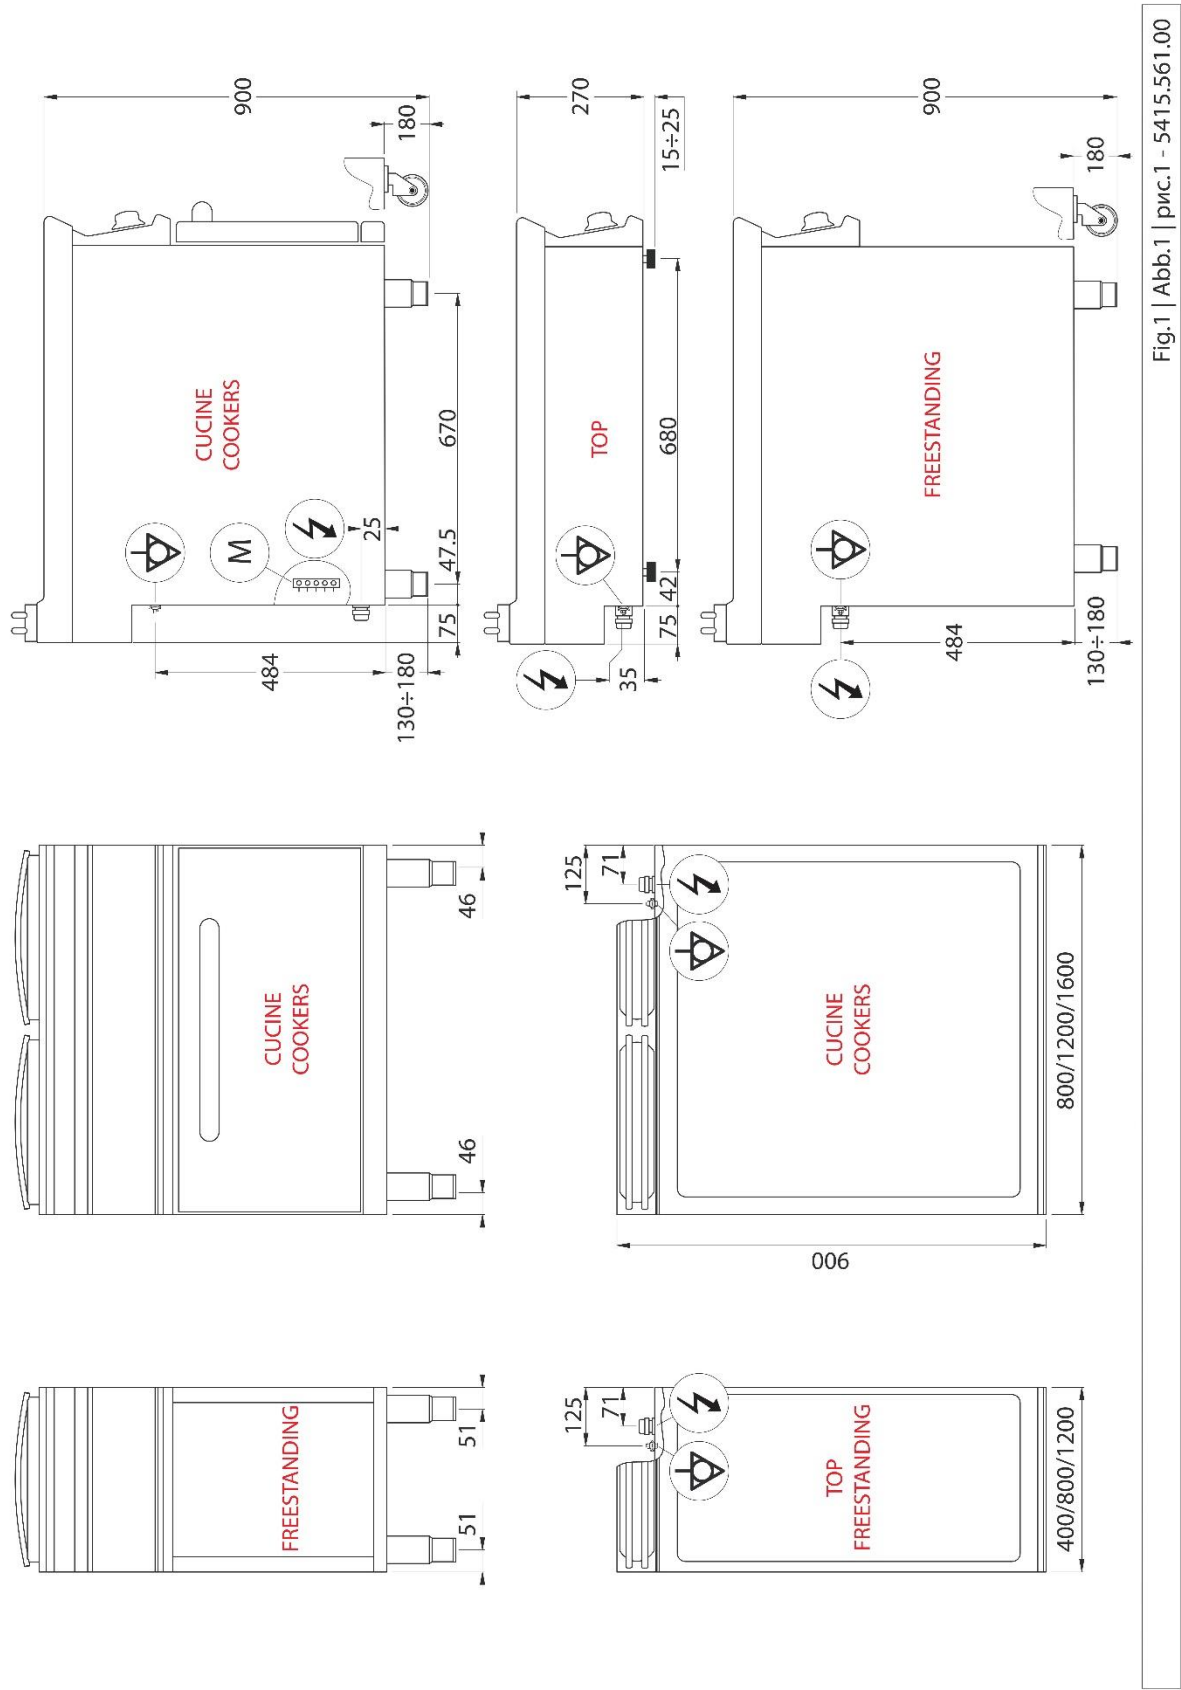 FREESTANDING
51
51
CUCINE
COOKERS
46
46
CUCINE
COOKERS
M
900
180
25
484
130÷180
75
47.5
670
TOP
270
15÷25
35
75
42
680
125
71
TOP
FREESTANDING
400/800/1200
125
71
CUCINE
COOKERS
900
800/1200/1600
FREESTANDING
900
180
484
130÷180
Fig.1 | Abb.1 | рис.1 - 5415.561.00